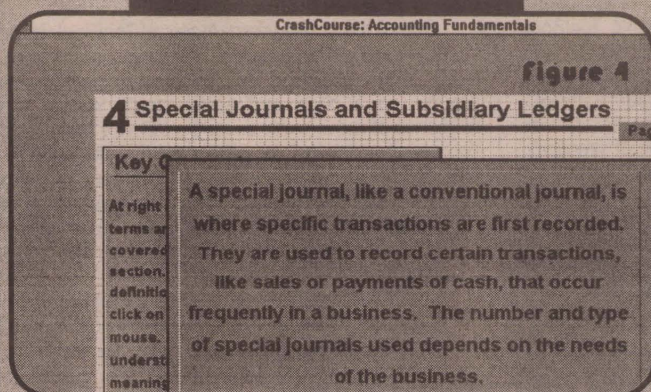 CrashCourse: Accounting Fundamentals
figure 4
4 Special Journals and Subsidiary Ledgers
Key
At right
terms
covered
section.
click on
mouse.
meaning
A special journal, like a conventional journal, is
where specific transactions are first recorded.
They are used to record certain transactions,
like sales or payments of cash, that occur
frequently in a business. The number and type
of special journals used depends on the needs
of the business.